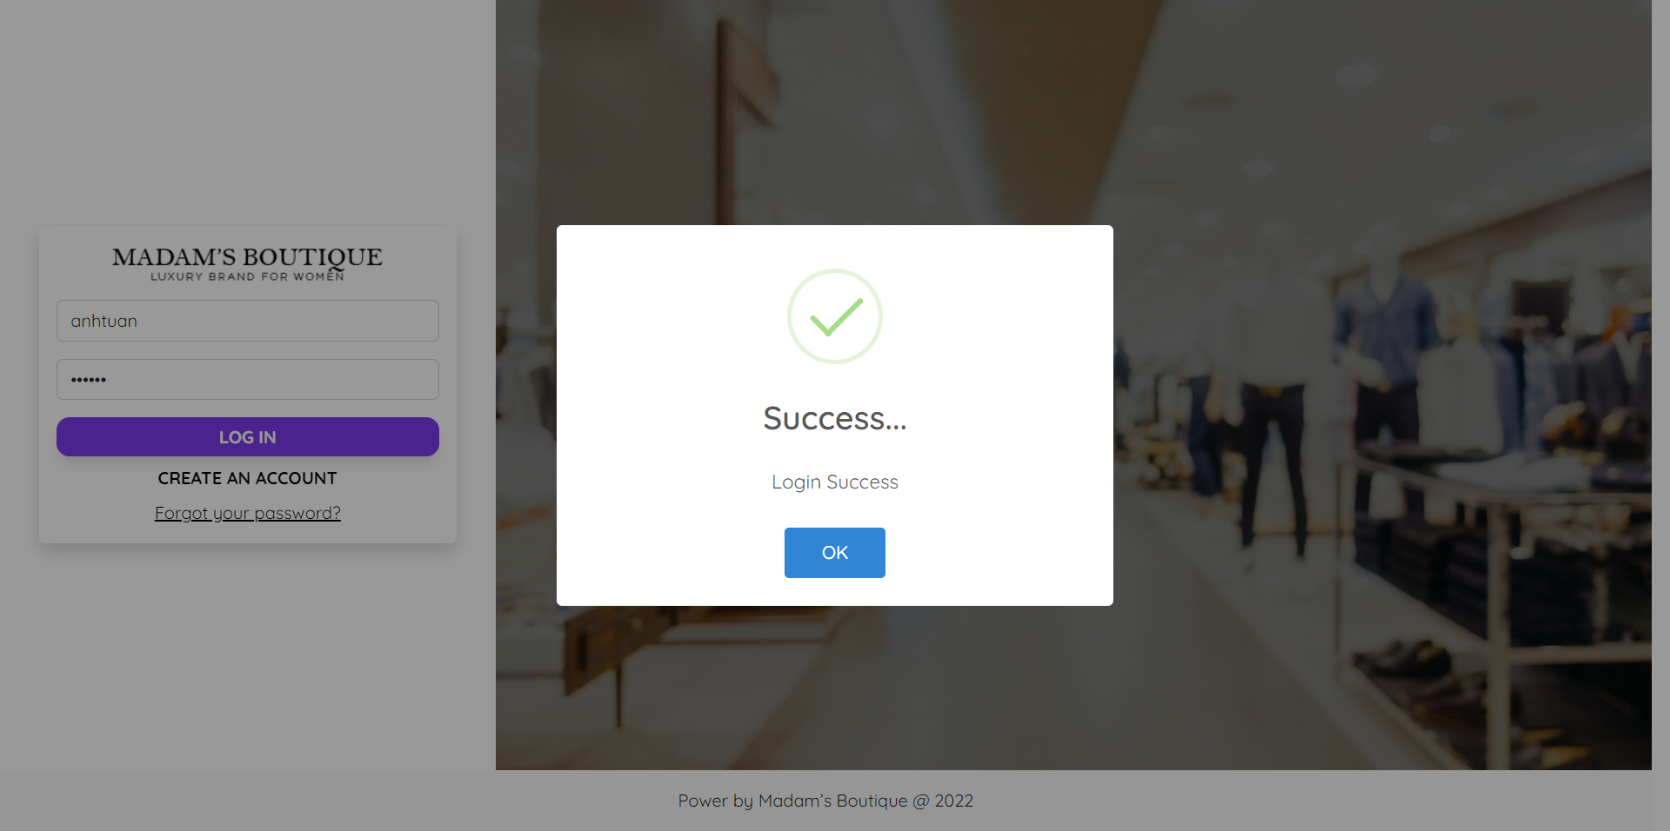 MADAM'S BOUTIQUE
LUXURY BRAND FOR WOMEN
anhtuan
••••••
LOG IN
CREATE AN ACCOUNT
Forgot your password?
Success...
Login Success
OK
Power by Madam's Boutique @ 2022